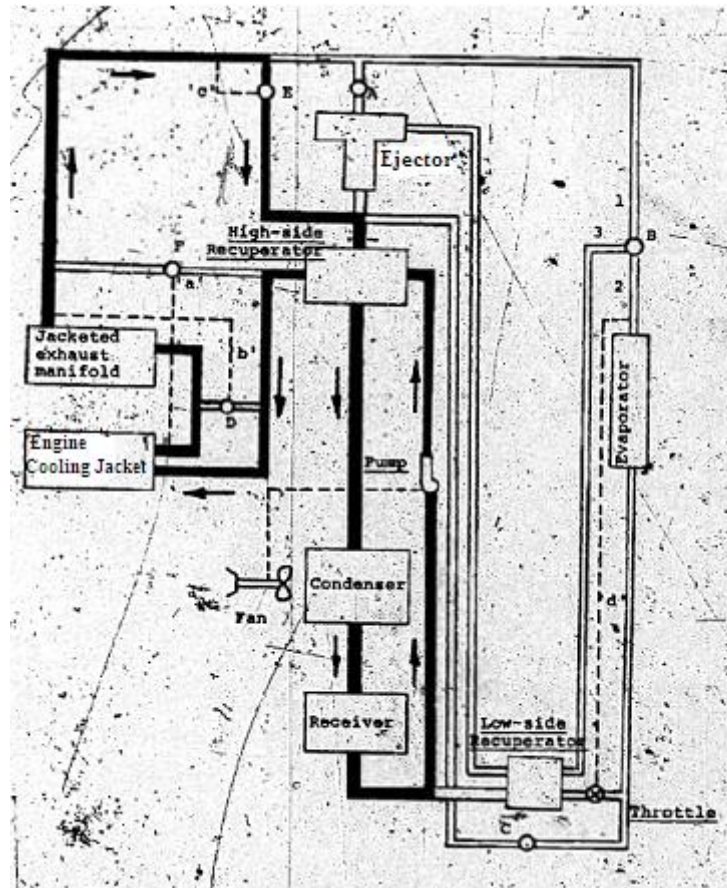 'c'
E
A
Ejector
1
High-side
Recuperator
3
B
F
a
2
Jacketed
exhaust
manifold
b'
D
Evaporator
Engine
Cooling Jacket
Pump
Condenser
d'
Fan
Receiver
Low-side
Recuperator
Throttle
C